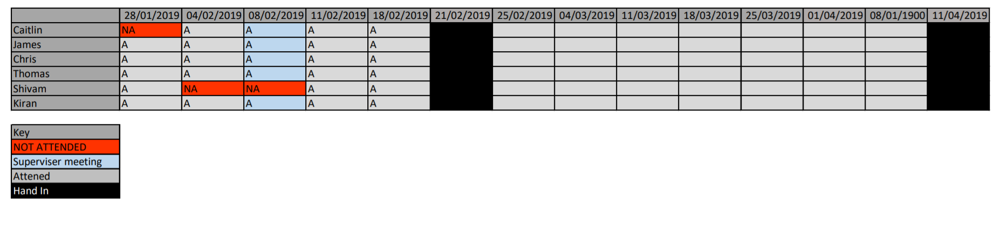 28/01/2019 04/02/2019 08/02/2019 11/02/2019 18/02/2019 21/02/2019 25/02/2019 04/03/2019 11/03/2019 18/03/2019 25/03/2019 01/04/2019 08/01/1900 11/04/2019
Caitlin NA A A A A
James A A A A A
Chris A A A A A
Thomas A A A A A
Shivam A NA NA A A
Kiran A A A A A
Key
NOT ATTENDED
Superviser meeting
Attened
Hand In